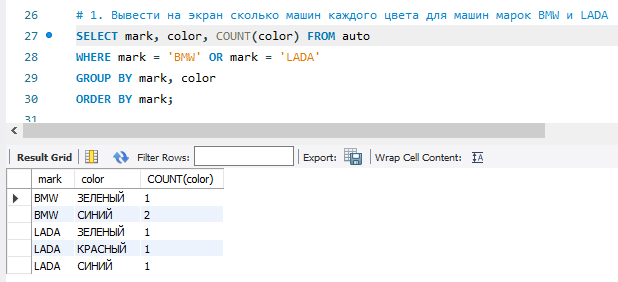 26 # 1. Вывести на экран сколько машин каждого цвета для машин марок BMW и LADA
27 SELECT mark, color, COUNT(color) FROM auto
28 WHERE mark = 'BMW' OR mark = 'LADA'
29 GROUP BY mark, color
30 ORDER BY mark;
31
Result Grid Filter Rows: Export: Wrap Cell Content:
mark color COUNT(color)
BMW ЗЕЛЕНЫЙ 1
BMW СИНИЙ 2
LADA ЗЕЛЕНЫЙ 1
LADA КРАСНЫЙ 1
LADA СИНИЙ 1